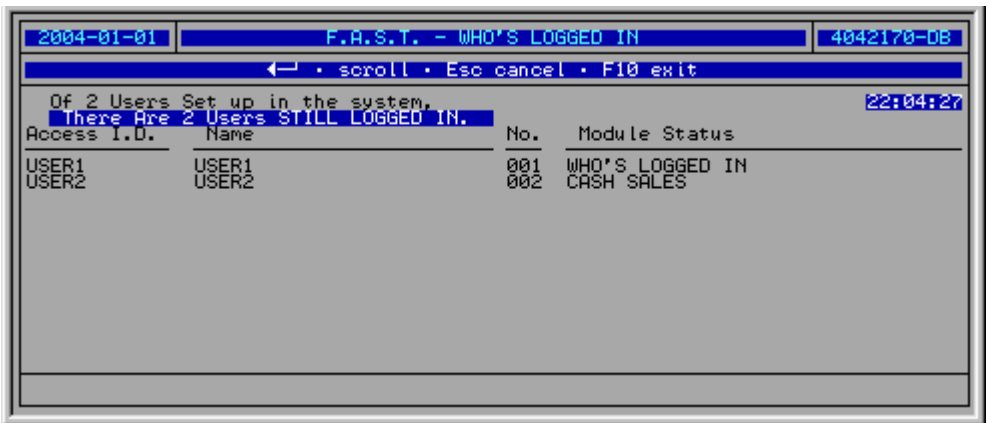 2004-01-01 F.A.S.T. - WHO'S LOGGED IN 4042170-DB
←┘ · scroll · Esc cancel · F10 exit
Of 2 Users Set up in the system, 22:04:27
There Are 2 Users STILL LOGGED IN.
Access I.D. Name No. Module Status
USER1 USER1 001 WHO'S LOGGED IN
USER2 USER2 002 CASH SALES